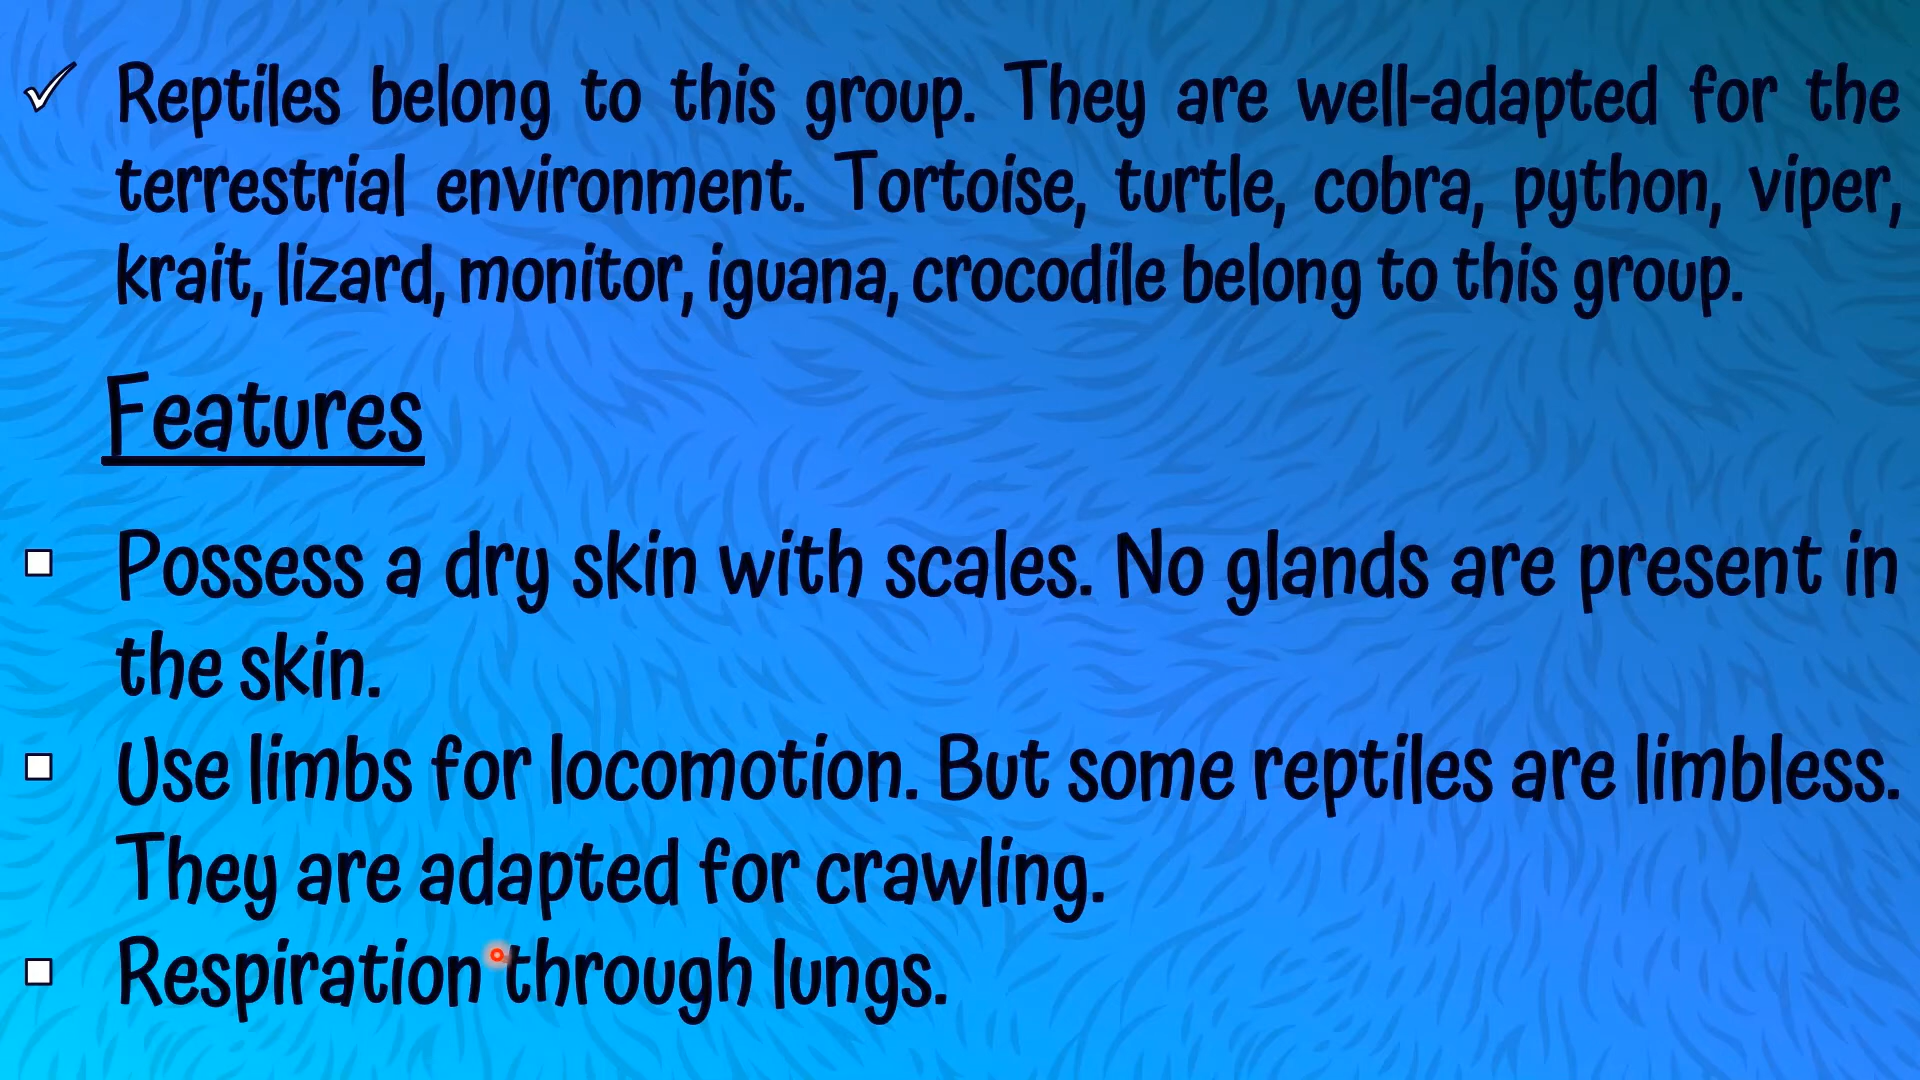 Reptiles belong to this group. They are well-adapted for the
terrestrial environment. Tortoise, turtle, cobra, python, viper,
krait, lizard, monitor, iguana, crocodile belong to this group.
Features
Possess a dry skin with scales. No glands are present in
the skin.
Use limbs for locomotion. But some reptiles are limbless.
They are adapted for crawling.
Respiration through lungs.